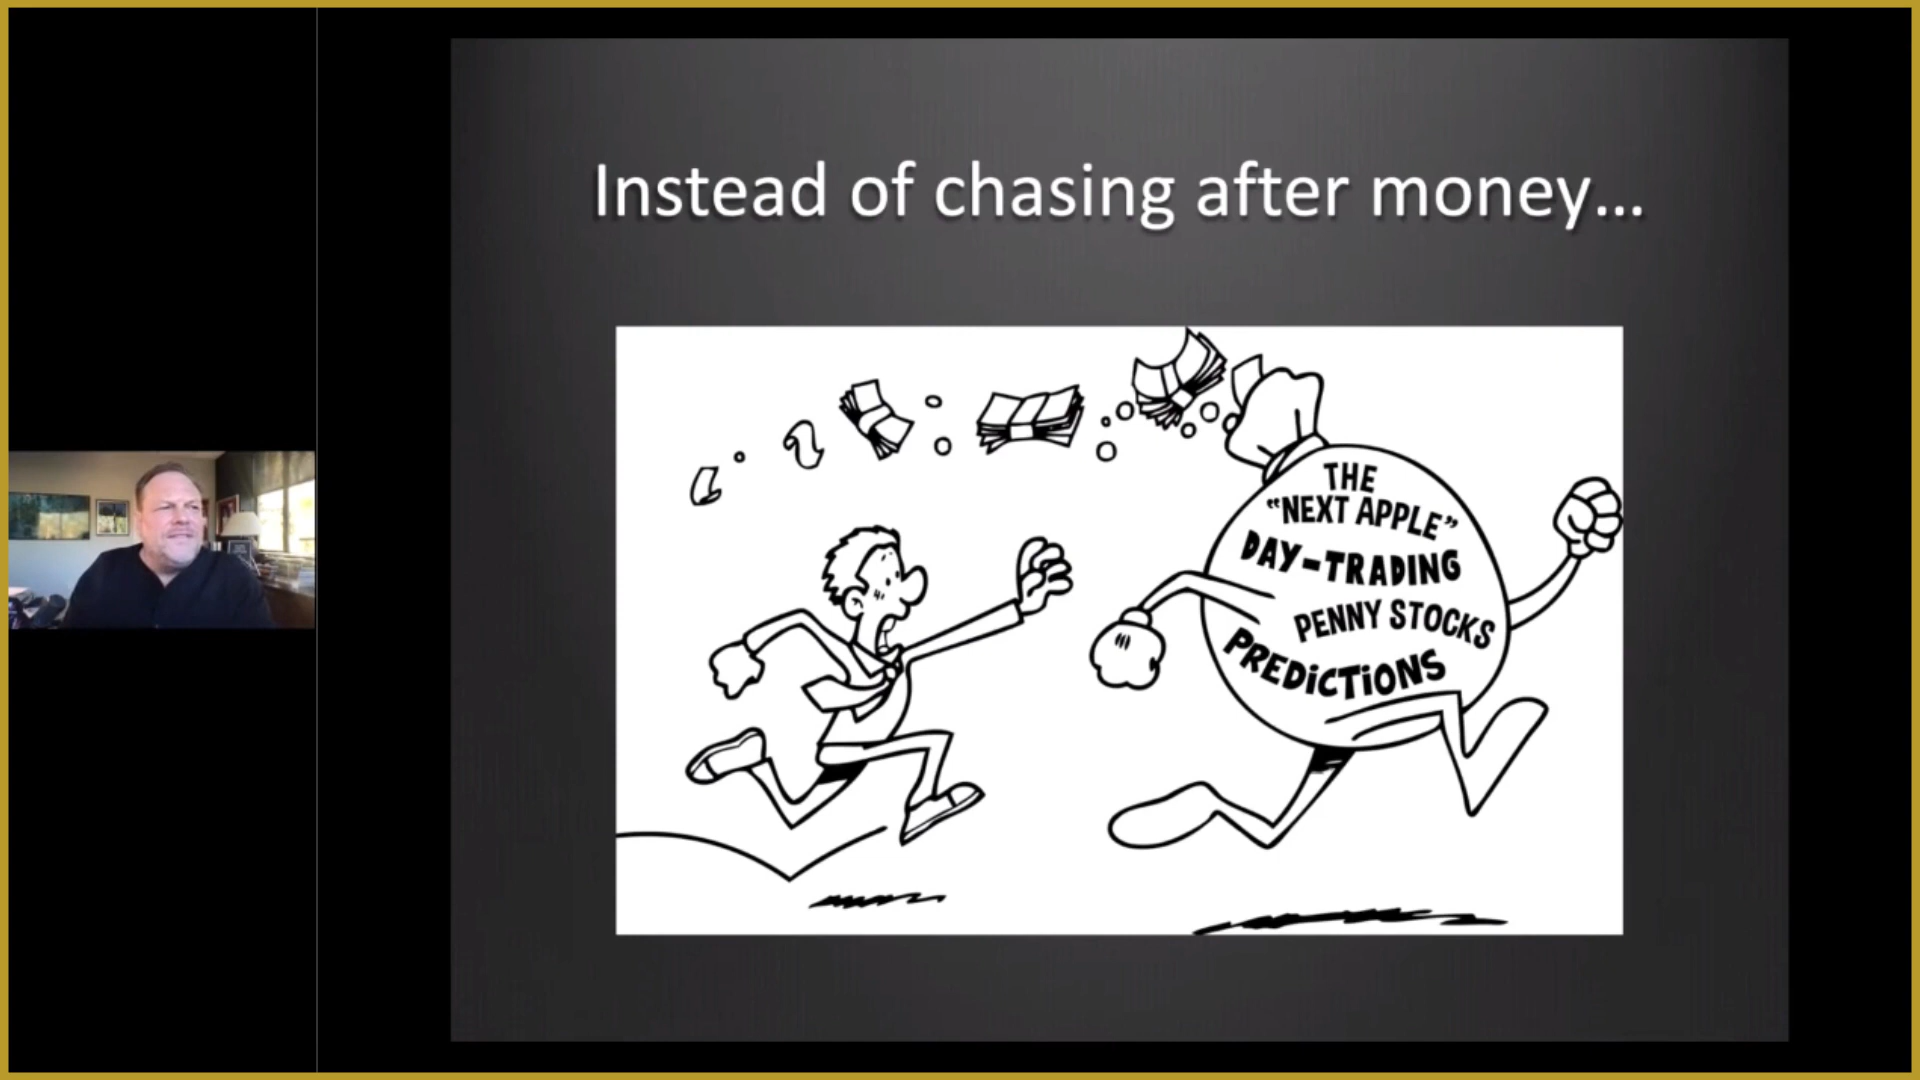 Instead of chasing after money...
THE
“NEXT APPLE”
DAY-TRADING
PENNY STOCKS
PREDiCTiONS